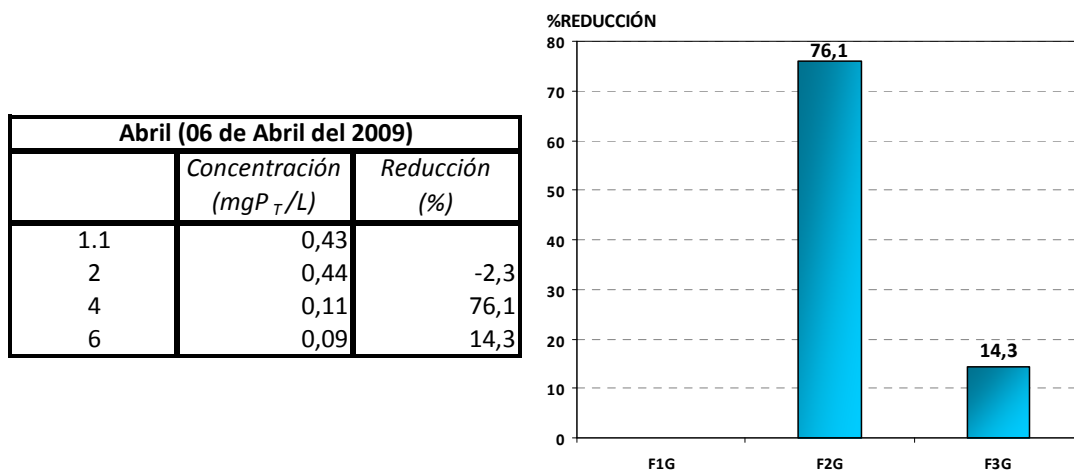 Abril (06 de Abril del 2009)
Concentración Reducción
(mgP T /L) (%)
1.1 0,43
2 0,44 -2,3
4 0,11 76,1
6 0,09 14,3
%REDUCCIÓN
80
70
60
50
40
30
20
10
0
76,1
14,3
F1G F2G F3G